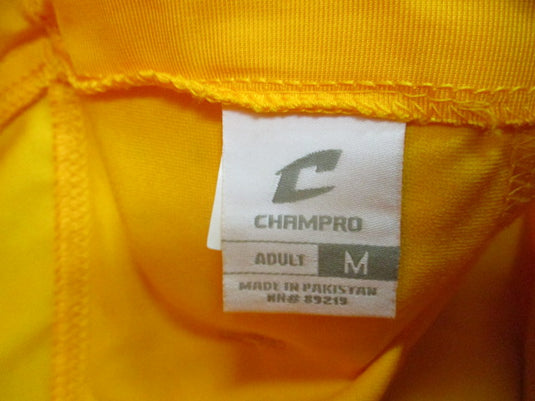 C
CHAMPRO
ADULT M
MADE IN PAKISTAN
RN# 89219